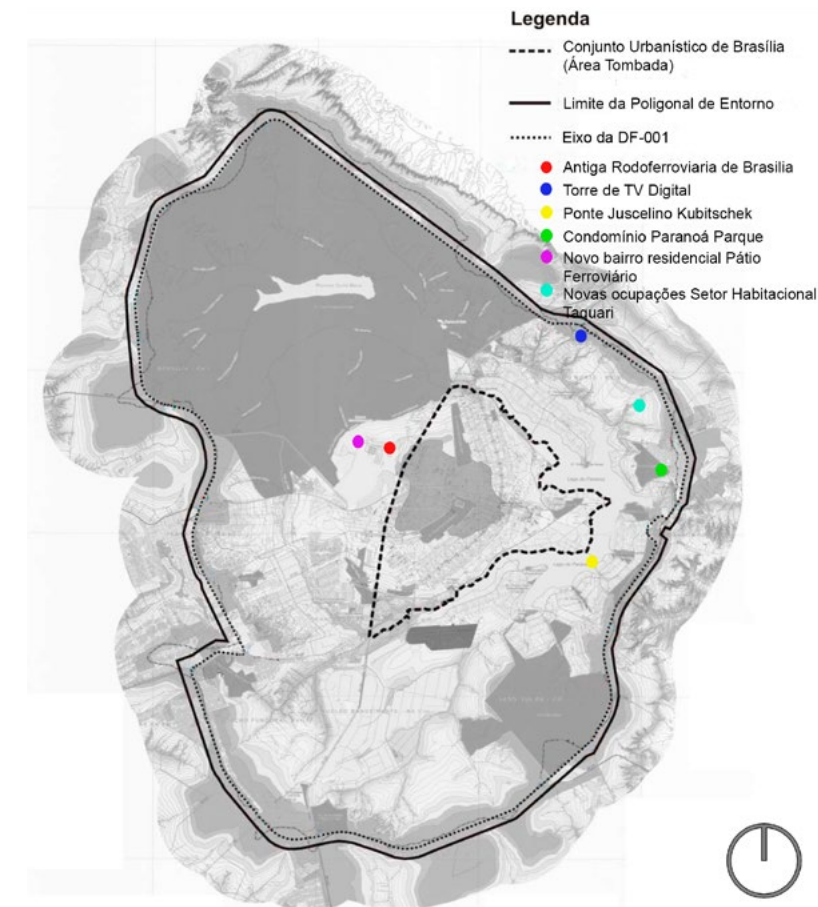 Legenda
Conjunto Urbanístico de Brasília
(Área Tombada)
Limite da Poligonal de Entorno
Eixo da DF-001
Antiga Rodoferroviaria de Brasilia
Torre de TV Digital
Ponte Juscelino Kubitschek
Condomínio Paranoá Parque
Novo bairro residencial Pátio
Ferroviário
Novas ocupações Setor Habitacional
Taquari